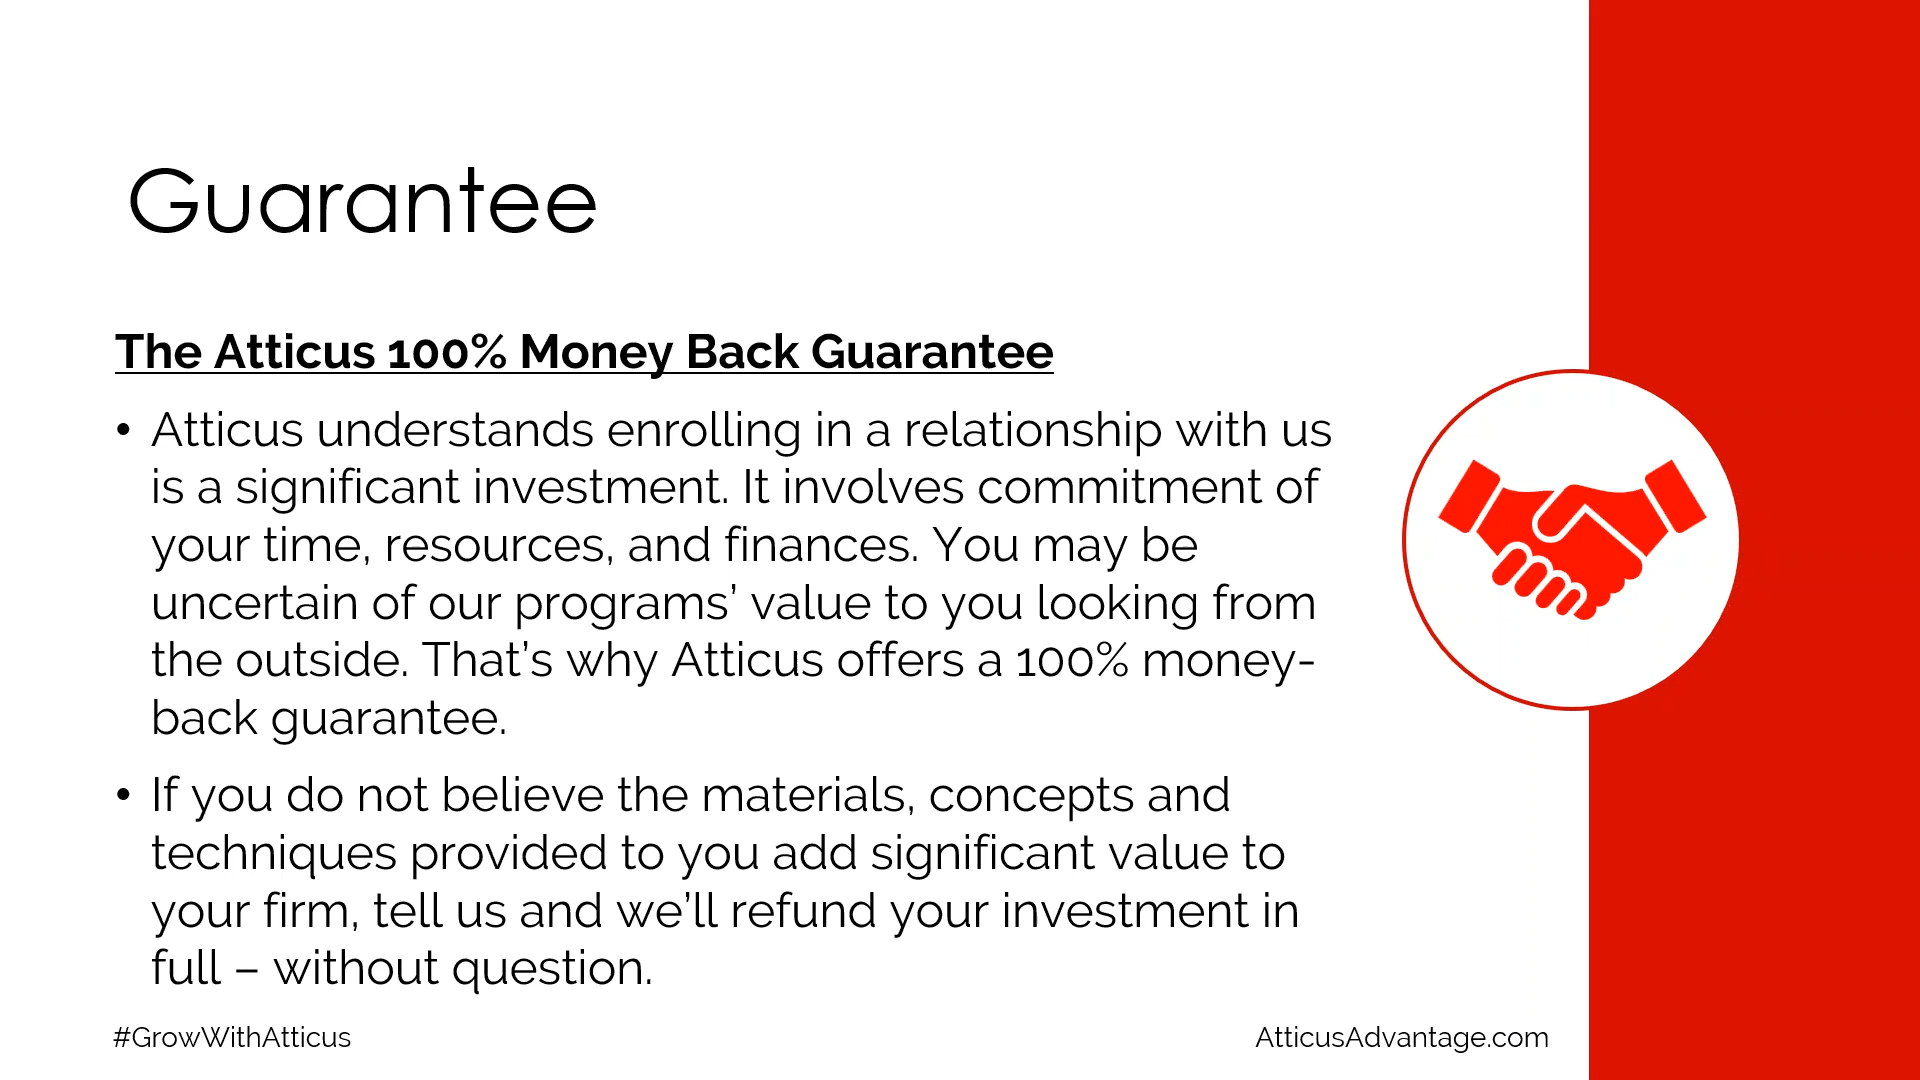 Guarantee
The Atticus 100% Money Back Guarantee
• Atticus understands enrolling in a relationship with us
is a significant investment. It involves commitment of
your time, resources, and finances. You may be
uncertain of our programs’ value to you looking from
the outside. That’s why Atticus offers a 100% money-
back guarantee.
• If you do not believe the materials, concepts and
techniques provided to you add significant value to
your firm, tell us and we’ll refund your investment in
full – without question.
#GrowWithAtticus
AtticusAdvantage.com